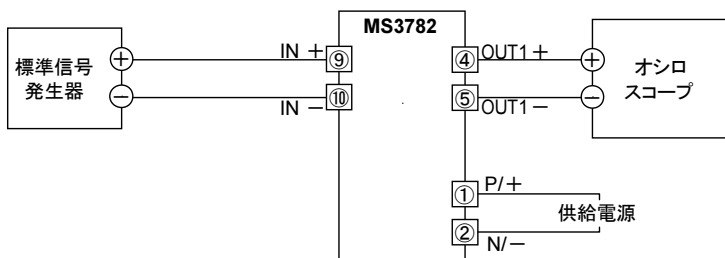 MS3782
標準信号
発生器
+
−
IN +
IN −
⑨
⑩
④
⑤
OUT1+
OUT1−
+
−
オシロ
スコープ
①
②
P/+
N/−
供給電源